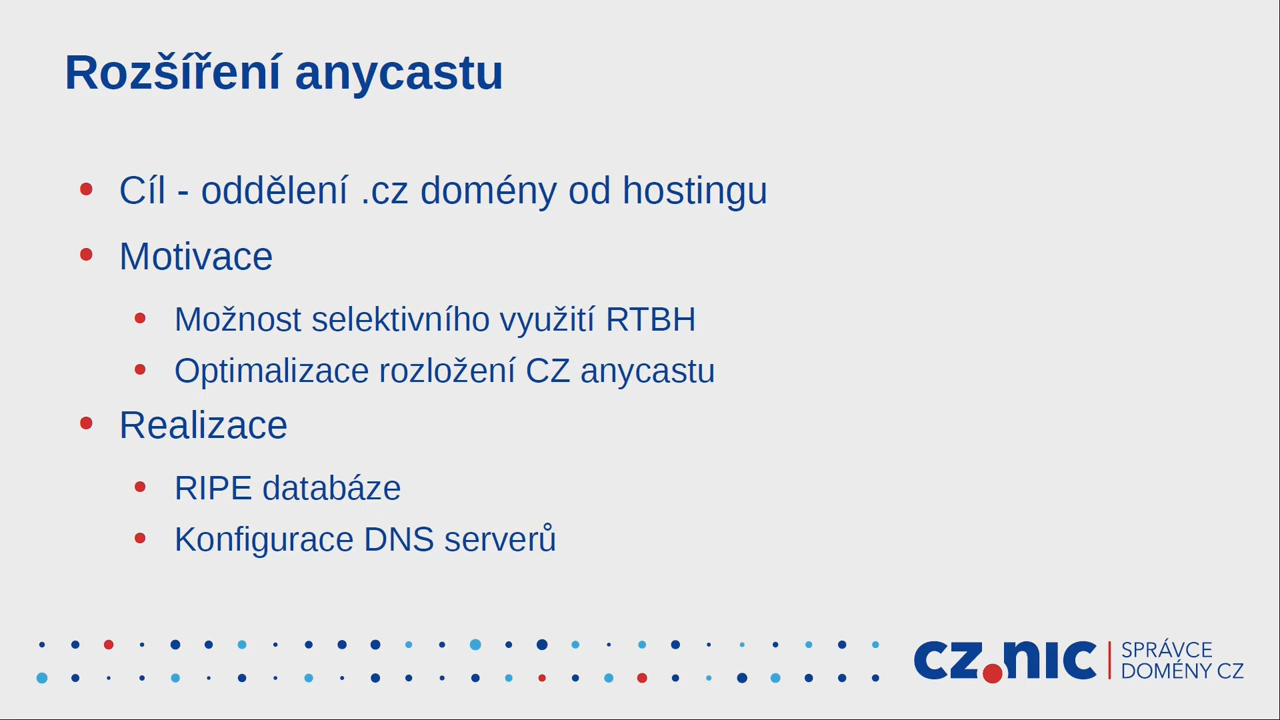 Rozšíření anycastu
Cíl - oddělení .cz domény od hostingu
Motivace
Možnost selektivního využití RTBH
Optimalizace rozložení CZ anycastu
Realizace
RIPE databáze
Konfigurace DNS serverů
CZ.NIC
SPRÁVCE
DOMÉNY CZ